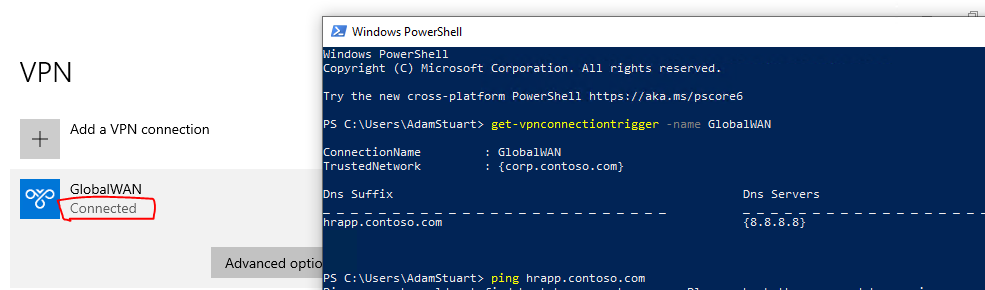 VPN
Add a VPN connection
GlobalWAN
Connected
Advanced optio
Windows PowerShell
Windows PowerShell
Copyright (C) Microsoft Corporation. All rights reserved.
Try the new cross-platform PowerShell https://aka.ms/pscore6
PS C:\Users\AdamStuart> get-vpnconnectiontrigger -name GlobalWAN
ConnectionName : GlobalWAN
TrustedNetwork : {corp.contoso.com}
Dns Suffix Dns Servers
hrapp.contoso.com {8.8.8.8}
PS C:\Users\AdamStuart> ping hrapp.contoso.com